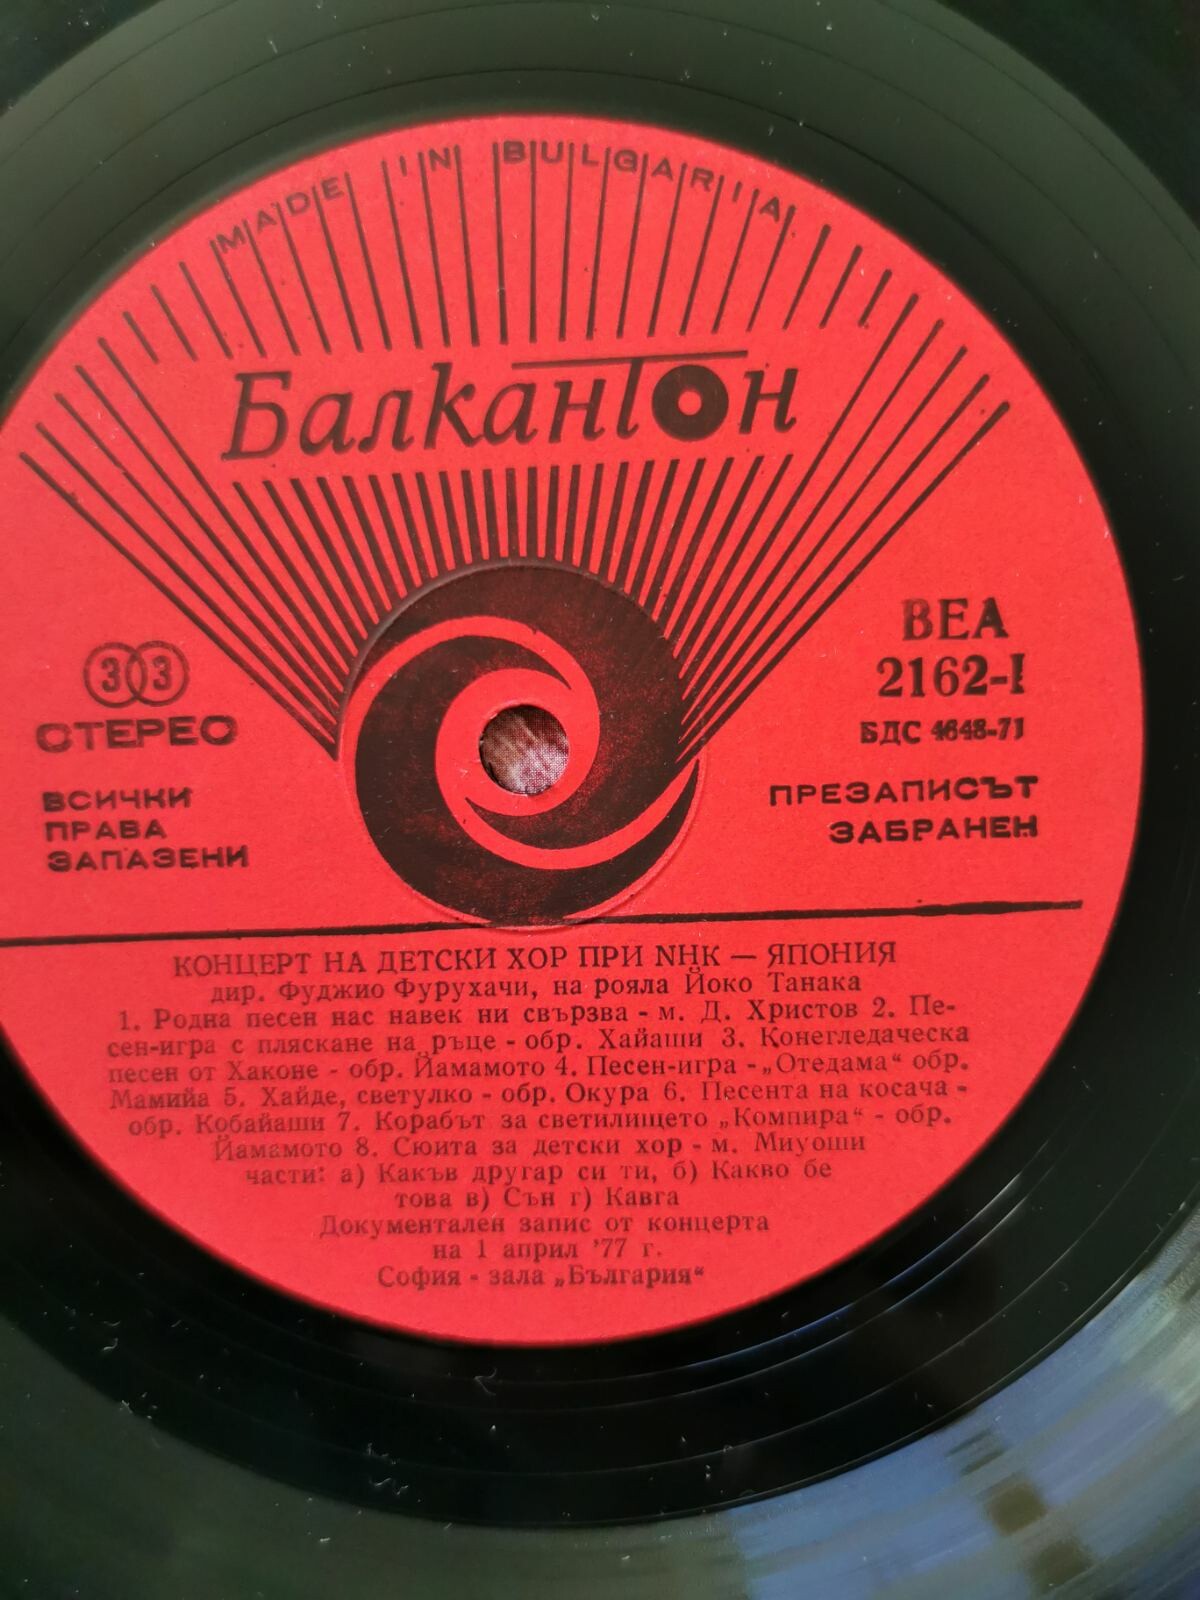 MADE IN BULGARIA
Балкантон
33
СТЕРЕО
ВСИЧКИ
ПРАВА
ЗАПАЗЕНИ
ВЕА
2162-I
БДС 4648-71
ПРЕЗАПИСЪТ
ЗАБРАНЕН
КОНЦЕРТ НА ДЕТСКИ ХОР ПРИ NHK — ЯПОНИЯ
дир. Фуджио Фурухачи, на рояла Йоко Танака
1. Родна песен нас навек ни свързва - м. Д. Христов 2. Пе-
сен-игра с пляскане на ръце - обр. Хайаши 3. Конегледаческа
песен от Хаконе - обр. Йамамото 4. Песен-игра - „Отедама“ обр.
Мамийа 5. Хайде, светулко - обр. Окура 6. Песента на косача -
обр. Кобайаши 7. Корабът за светилището „Компира“ - обр.
Йамамото 8. Сюита за детски хор - м. Миуоши
части: а) Какъв другар си ти, б) Какво бе
това в) Сън г) Кавга
Документален запис от концерта
на 1 април '77 г.
София - зала „България“